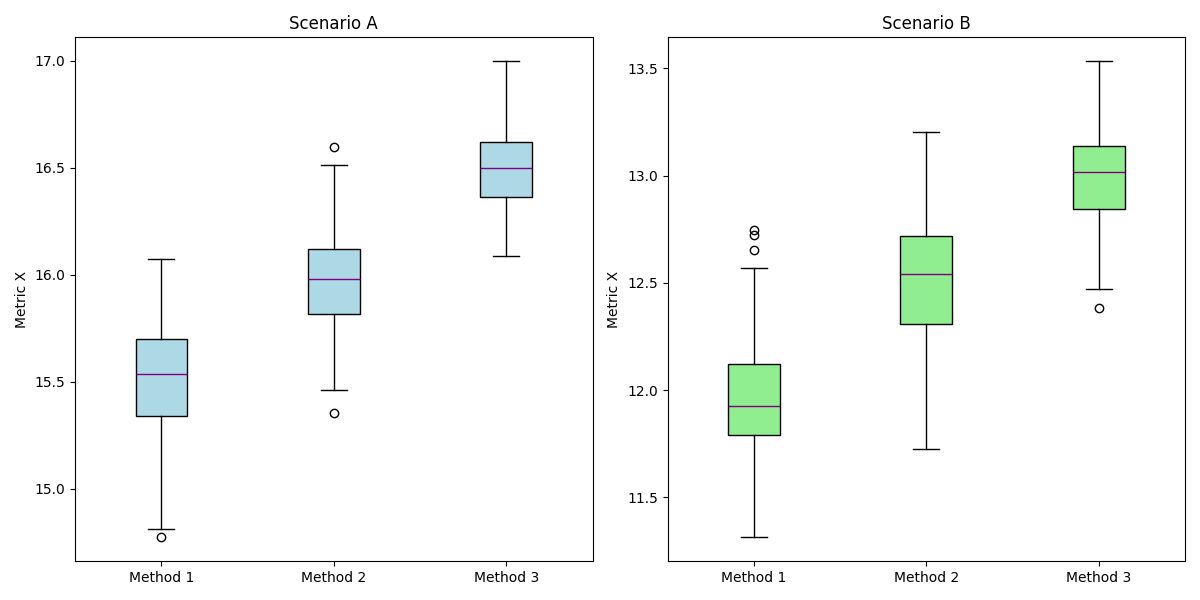 Scenario A
Metric X
17.0
16.5
16.0
15.5
15.0
Method 1 Method 2 Method 3
Scenario B
Metric X
13.5
13.0
12.5
12.0
11.5
Method 1 Method 2 Method 3